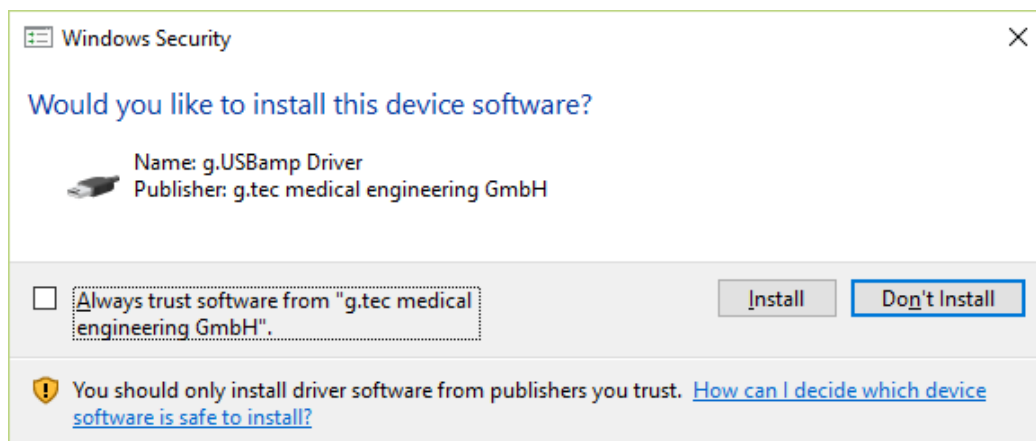 Windows Security
Would you like to install this device software?
Name: g.USBamp Driver
Publisher: g.tec medical engineering GmbH
Always trust software from "g.tec medical
engineering GmbH".
Install
Don't Install
You should only install driver software from publishers you trust. How can I decide which device
software is safe to install?